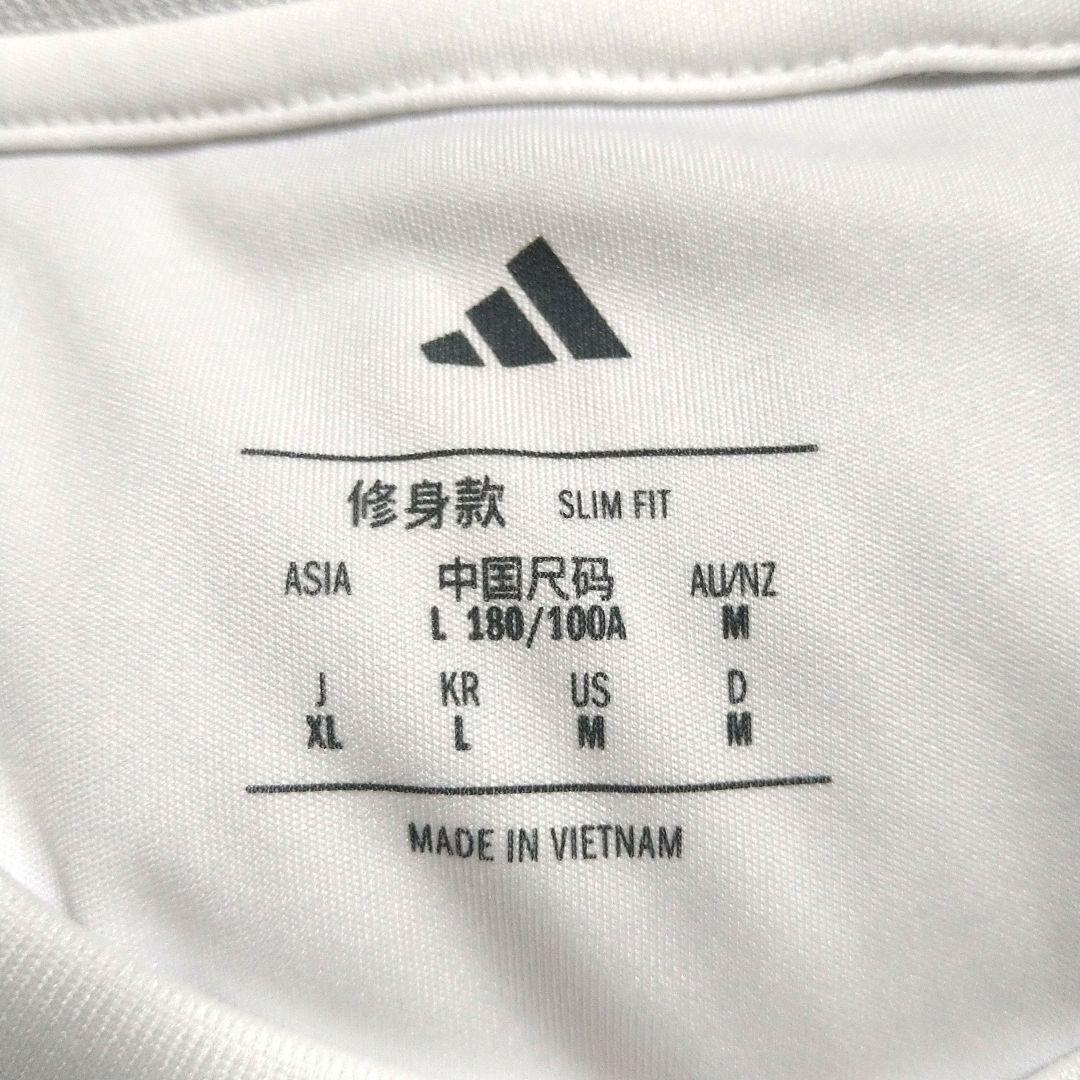 修身款 SLIM FIT
ASIA 中国尺码 AU/NZ
L 180/100A M
J KR US D
XL L M M
MADE IN VIETNAM